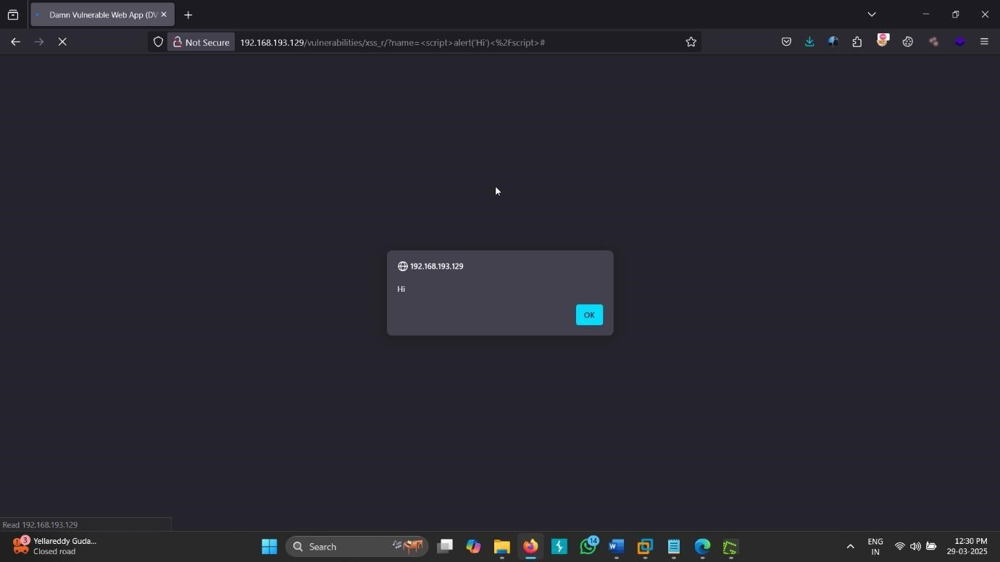 Damn Vulnerable Web App (DV
Not Secure
192.168.193.129/vulnerabilities/xss_r/?name=<script>alert('Hi')<%2Fscript>#
192.168.193.129
Hi
OK
Read 192.168.193.129
3
Yellareddy Guda...
Closed road
Search
14
ENG
IN
12:30 PM
29-03-2025